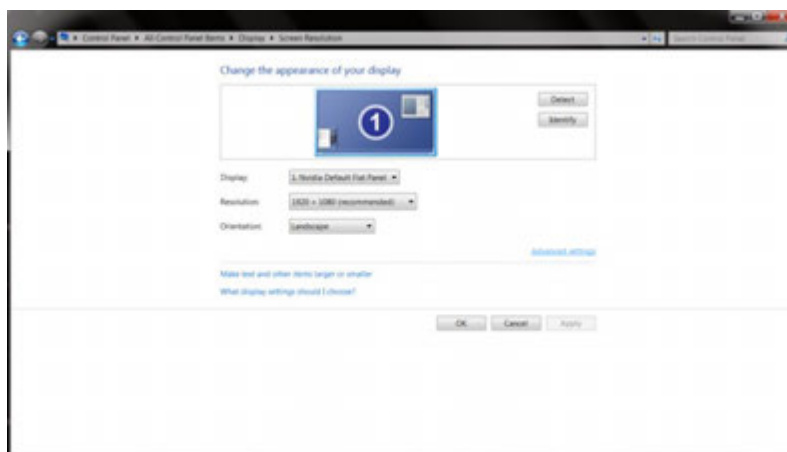 Control Panel ▸ All Control Panel Items ▸ Display ▸ Screen Resolution
Search Control Panel
Change the appearance of your display
1
Detect
Identify
Display: 1. Nvidia Default Flat Panel
Resolution: 1920 × 1080 (recommended)
Orientation: Landscape
Advanced settings
Make text and other items larger or smaller
What display settings should I choose?
OK Cancel Apply